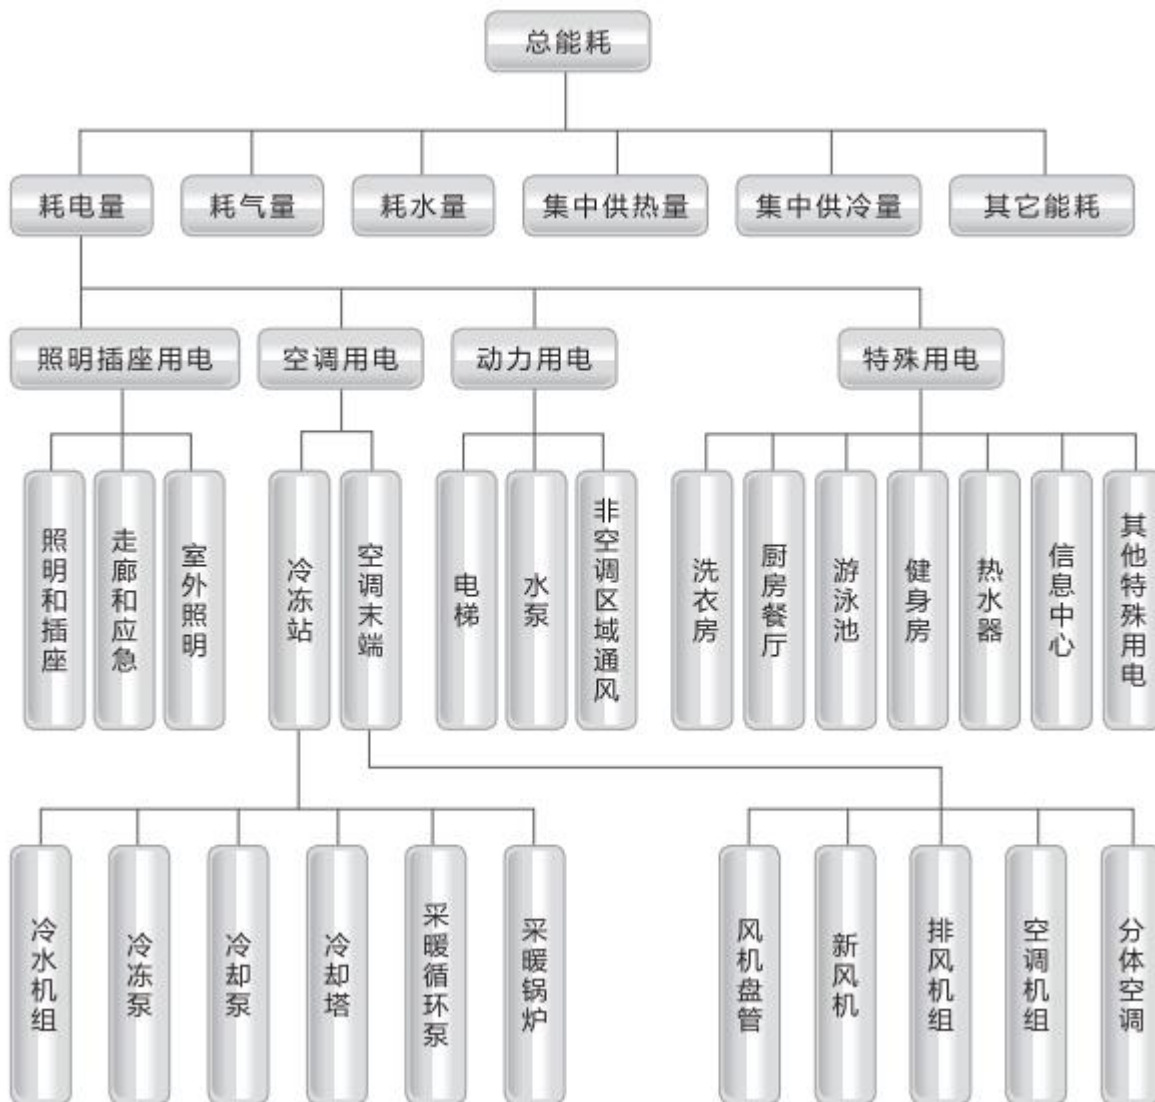 总能耗
耗电量
耗气量
耗水量
集中供热量
集中供冷量
其它能耗
照明插座用电
空调用电
动力用电
特殊用电
照明和插座
走廊和应急
室外照明
冷冻站
空调末端
电梯
水泵
非空调区域通风
洗衣房
厨房餐厅
游泳池
健身房
热水器
信息中心
其他特殊用电
冷水机组
冷冻泵
冷却泵
冷却塔
采暖循环泵
采暖锅炉
风机盘管
新风机
排风机组
空调机组
分体空调